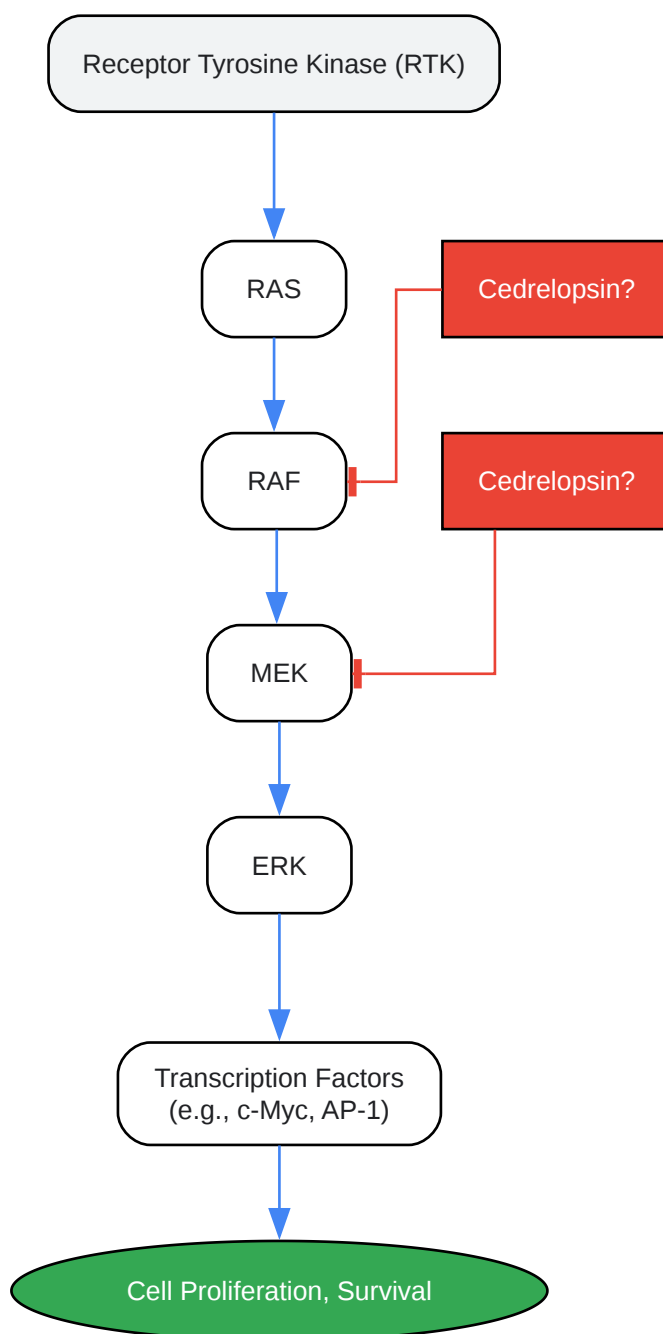 Receptor Tyrosine Kinase (RTK)
RAS
Cedrelopsin?
RAF
Cedrelopsin?
MEK
ERK
Transcription Factors
(e.g., c-Myc, AP-1)
Cell Proliferation, Survival